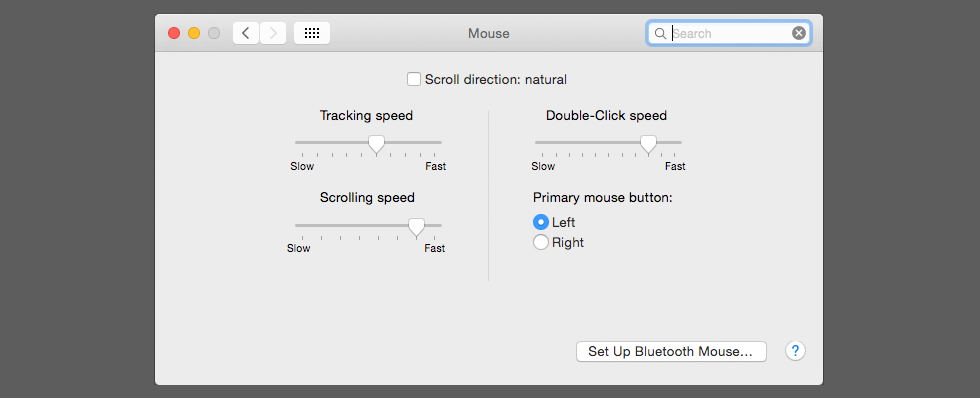 Mouse
Search
Scroll direction: natural
Tracking speed
Slow Fast
Scrolling speed
Slow Fast
Double-Click speed
Slow Fast
Primary mouse button:
Left
Right
Set Up Bluetooth Mouse...
?